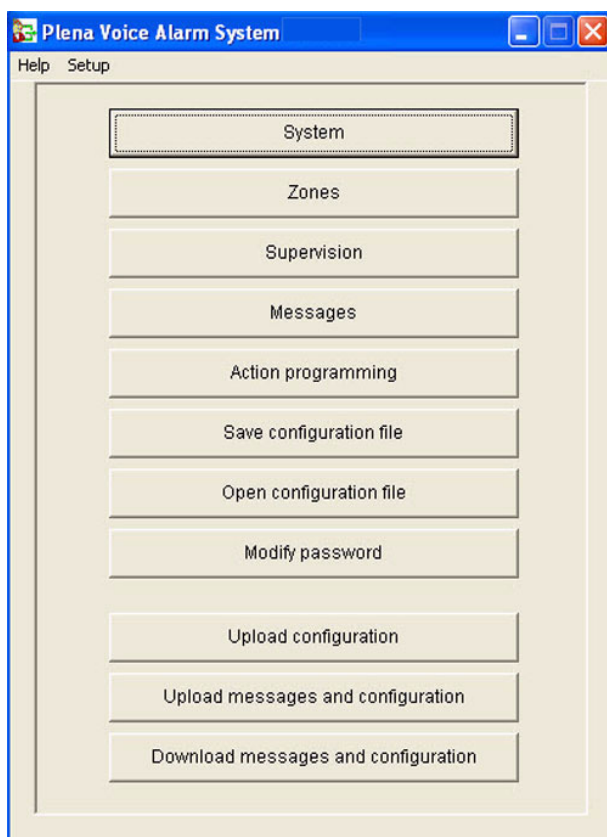 Plena Voice Alarm System
Help Setup
System
Zones
Supervision
Messages
Action programming
Save configuration file
Open configuration file
Modify password
Upload configuration
Upload messages and configuration
Download messages and configuration